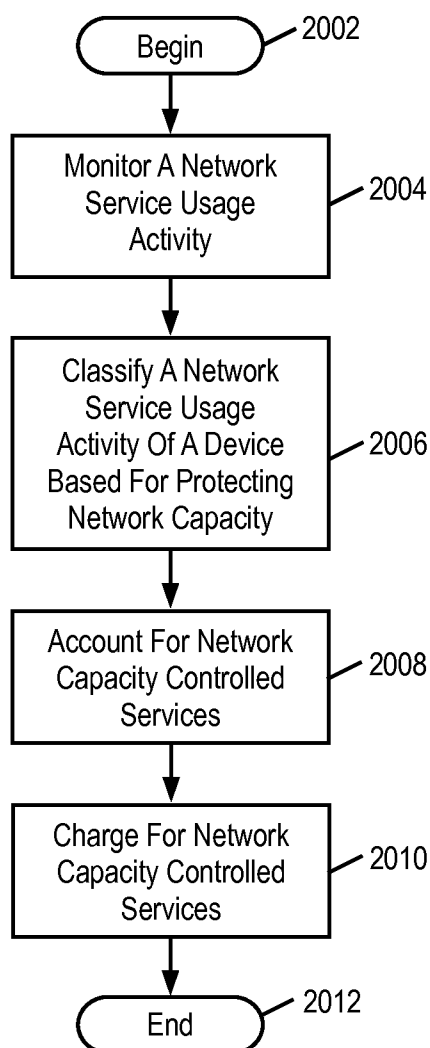 Begin
2002
Monitor A Network
Service Usage
Activity
2004
Classify A Network
Service Usage
Activity Of A Device
Based For Protecting
Network Capacity
2006
Account For Network
Capacity Controlled
Services
2008
Charge For Network
Capacity Controlled
Services
2010
End
2012